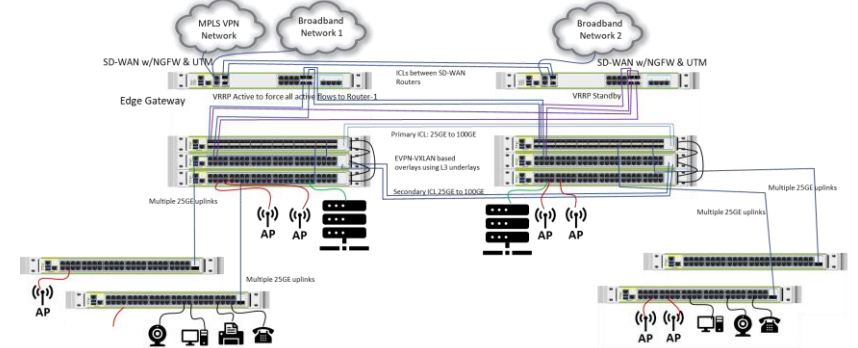 MPLS VPN
Network
Broadband
Network 1
Broadband
Network 2
SD-WAN w/NGFW & UTM
SD-WAN w/NGFW & UTM
ICLs between SD-WAN
Routers
Edge Gateway
VRRP Active to force all active flows to Router-1
VRRP Standby
Primary ICL: 25GE to 100GE
EVPN-VXLAN based
overlays using L3 underlays
Secondary ICL 25GE to 100GE
Multiple 25GE uplinks
Multiple 25GE uplinks
Multiple 25GE uplinks
AP
AP
AP
AP
Multiple 25GE uplinks
AP
AP
AP